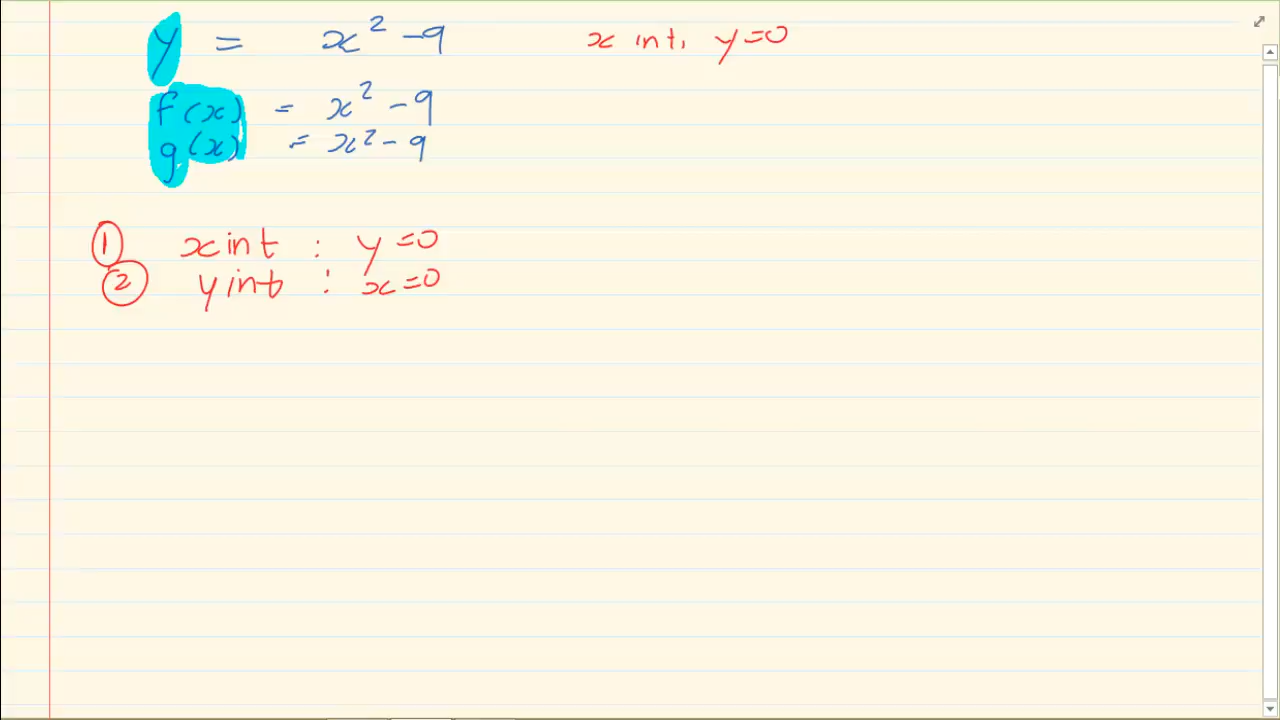 y = x² - 9 x int, y=0
f(x) = x² - 9
g(x) = x² - 9
① x int : y=0
② y int : x=0